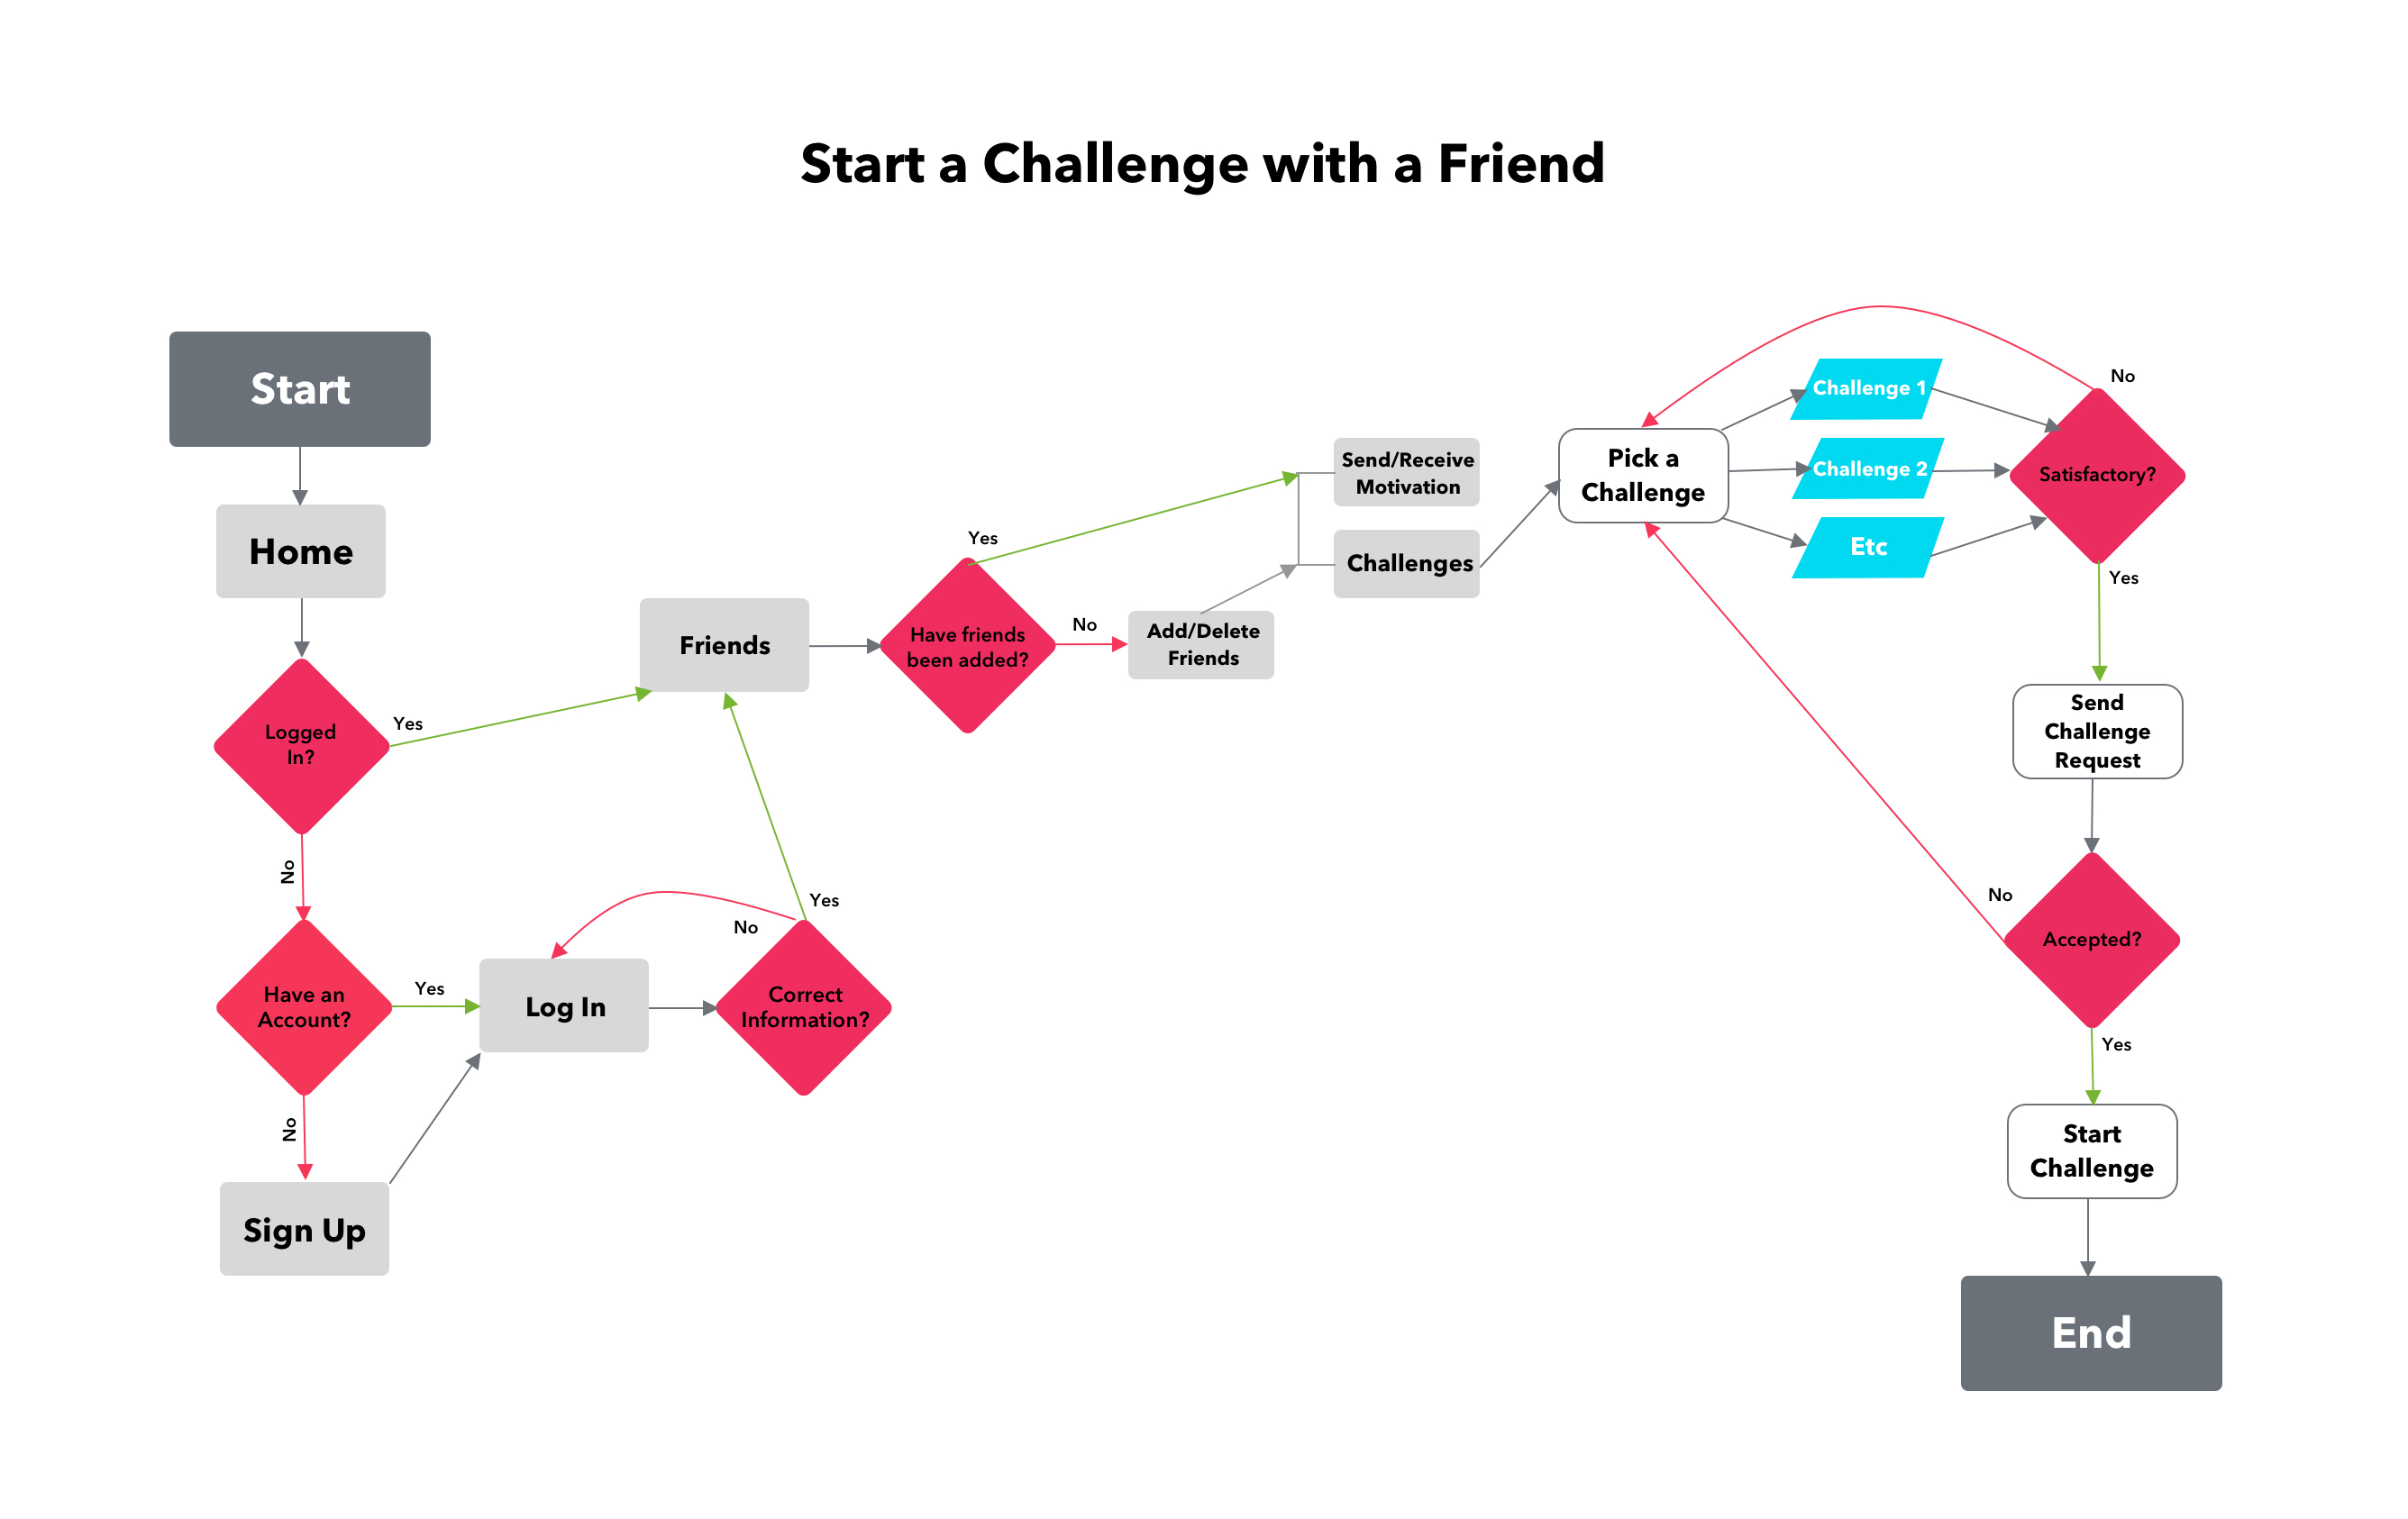 Start a Challenge with a Friend
Start
Home
Logged
In?
Yes
No
Have an
Account?
Yes
No
Sign Up
Log In
No
Correct
Information?
Yes
Friends
Have friends
been added?
Yes
No
Add/Delete
Friends
Send/Receive
Motivation
Challenges
Pick a
Challenge
Challenge 1
Challenge 2
Etc
Satisfactory?
No
Yes
Send
Challenge
Request
Accepted?
No
Yes
Start
Challenge
End